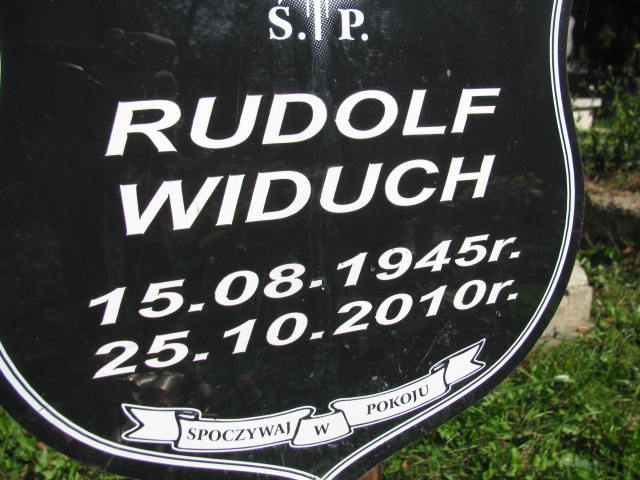 Ś. P.
RUDOLF
WIDUCH
15.08.1945r.
25.10.2010r.
SPOCZYWAJ W POKOJU